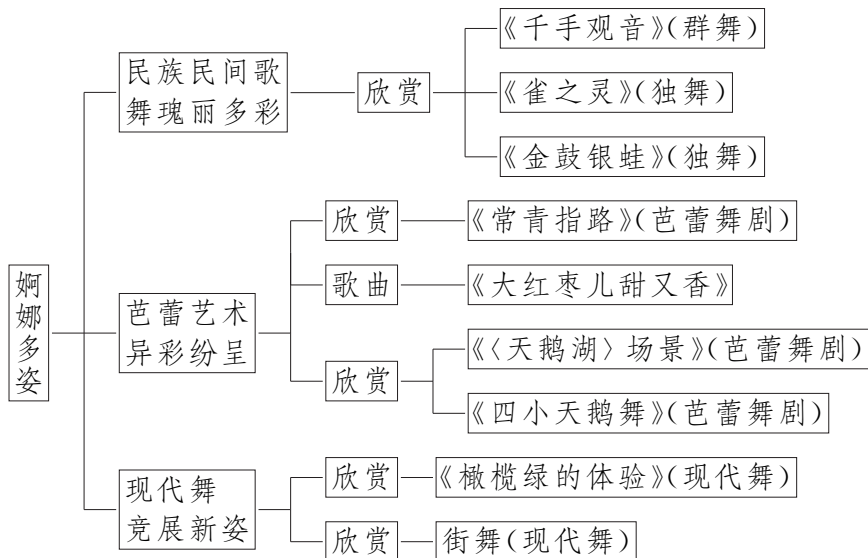 婀娜多姿
民族民间歌
舞瑰丽多彩
欣赏
《千手观音》(群舞)
《雀之灵》(独舞)
《金鼓银蛙》(独舞)
芭蕾艺术
异彩纷呈
欣赏
《常青指路》(芭蕾舞剧)
歌曲
《大红枣儿甜又香》
欣赏
《〈天鹅湖〉场景》(芭蕾舞剧)
《四小天鹅舞》(芭蕾舞剧)
现代舞
竞展新姿
欣赏
《橄榄绿的体验》(现代舞)
欣赏
街舞(现代舞)